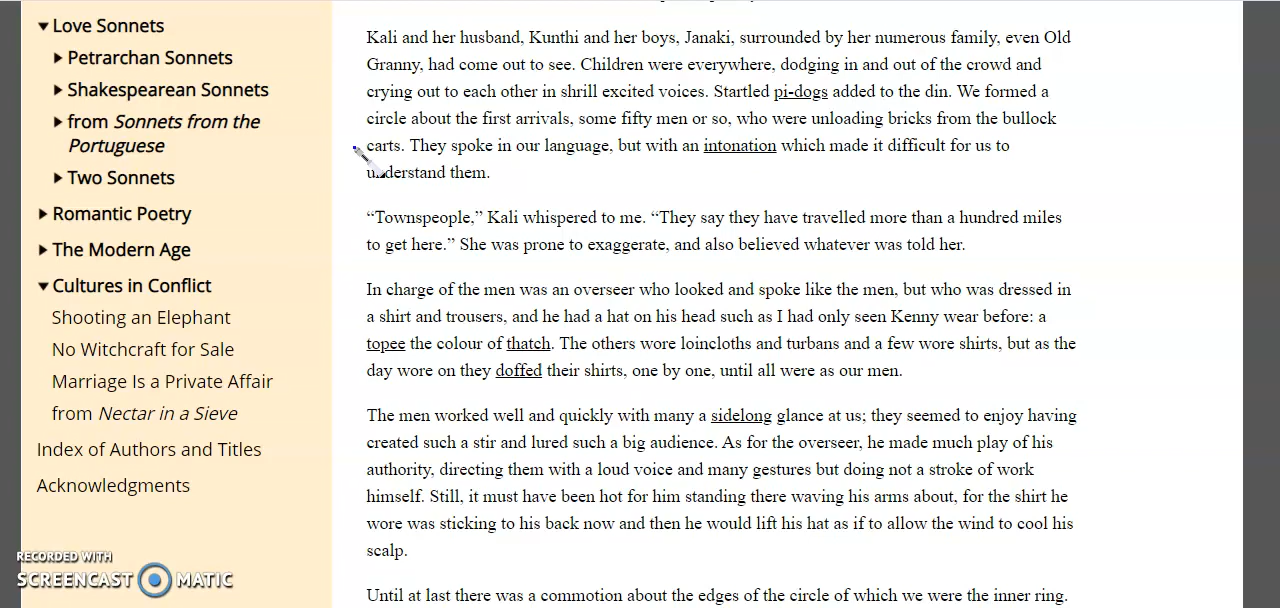 Love Sonnets
Petrarchan Sonnets
Shakespearean Sonnets
from Sonnets from the
Portuguese
Two Sonnets
Romantic Poetry
The Modern Age
Cultures in Conflict
Shooting an Elephant
No Witchcraft for Sale
Marriage Is a Private Affair
from Nectar in a Sieve
Index of Authors and Titles
Acknowledgments
RECORDED WITH
SCREENCAST MATIC
Kali and her husband, Kunthi and her boys, Janaki, surrounded by her numerous family, even Old
Granny, had come out to see. Children were everywhere, dodging in and out of the crowd and
crying out to each other in shrill excited voices. Startled pi-dogs added to the din. We formed a
circle about the first arrivals, some fifty men or so, who were unloading bricks from the bullock
carts. They spoke in our language, but with an intonation which made it difficult for us to
understand them.
“Townspeople,” Kali whispered to me. “They say they have travelled more than a hundred miles
to get here.” She was prone to exaggerate, and also believed whatever was told her.
In charge of the men was an overseer who looked and spoke like the men, but who was dressed in
a shirt and trousers, and he had a hat on his head such as I had only seen Kenny wear before: a
topee the colour of thatch. The others wore loincloths and turbans and a few wore shirts, but as the
day wore on they doffed their shirts, one by one, until all were as our men.
The men worked well and quickly with many a sidelong glance at us; they seemed to enjoy having
created such a stir and lured such a big audience. As for the overseer, he made much play of his
authority, directing them with a loud voice and many gestures but doing not a stroke of work
himself. Still, it must have been hot for him standing there waving his arms about, for the shirt he
wore was sticking to his back now and then he would lift his hat as if to allow the wind to cool his
scalp.
Until at last there was a commotion about the edges of the circle of which we were the inner ring.